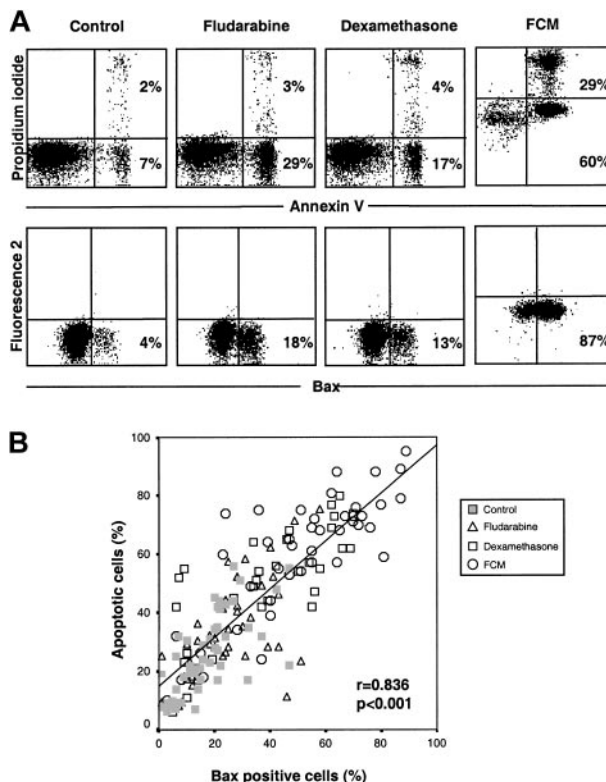 A
Control Fludarabine Dexamethasone FCM
Propidium iodide
2% 3% 4% 29%
7% 29% 17% 60%
Annexin V
Fluorescence 2
4% 18% 13% 87%
Bax
B
Apoptotic cells (%)
100
80
60
40
20
0
0 20 40 60 80 100
Bax positive cells (%)
r=0.836
p<0.001
Control
Fludarabine
Dexamethasone
FCM